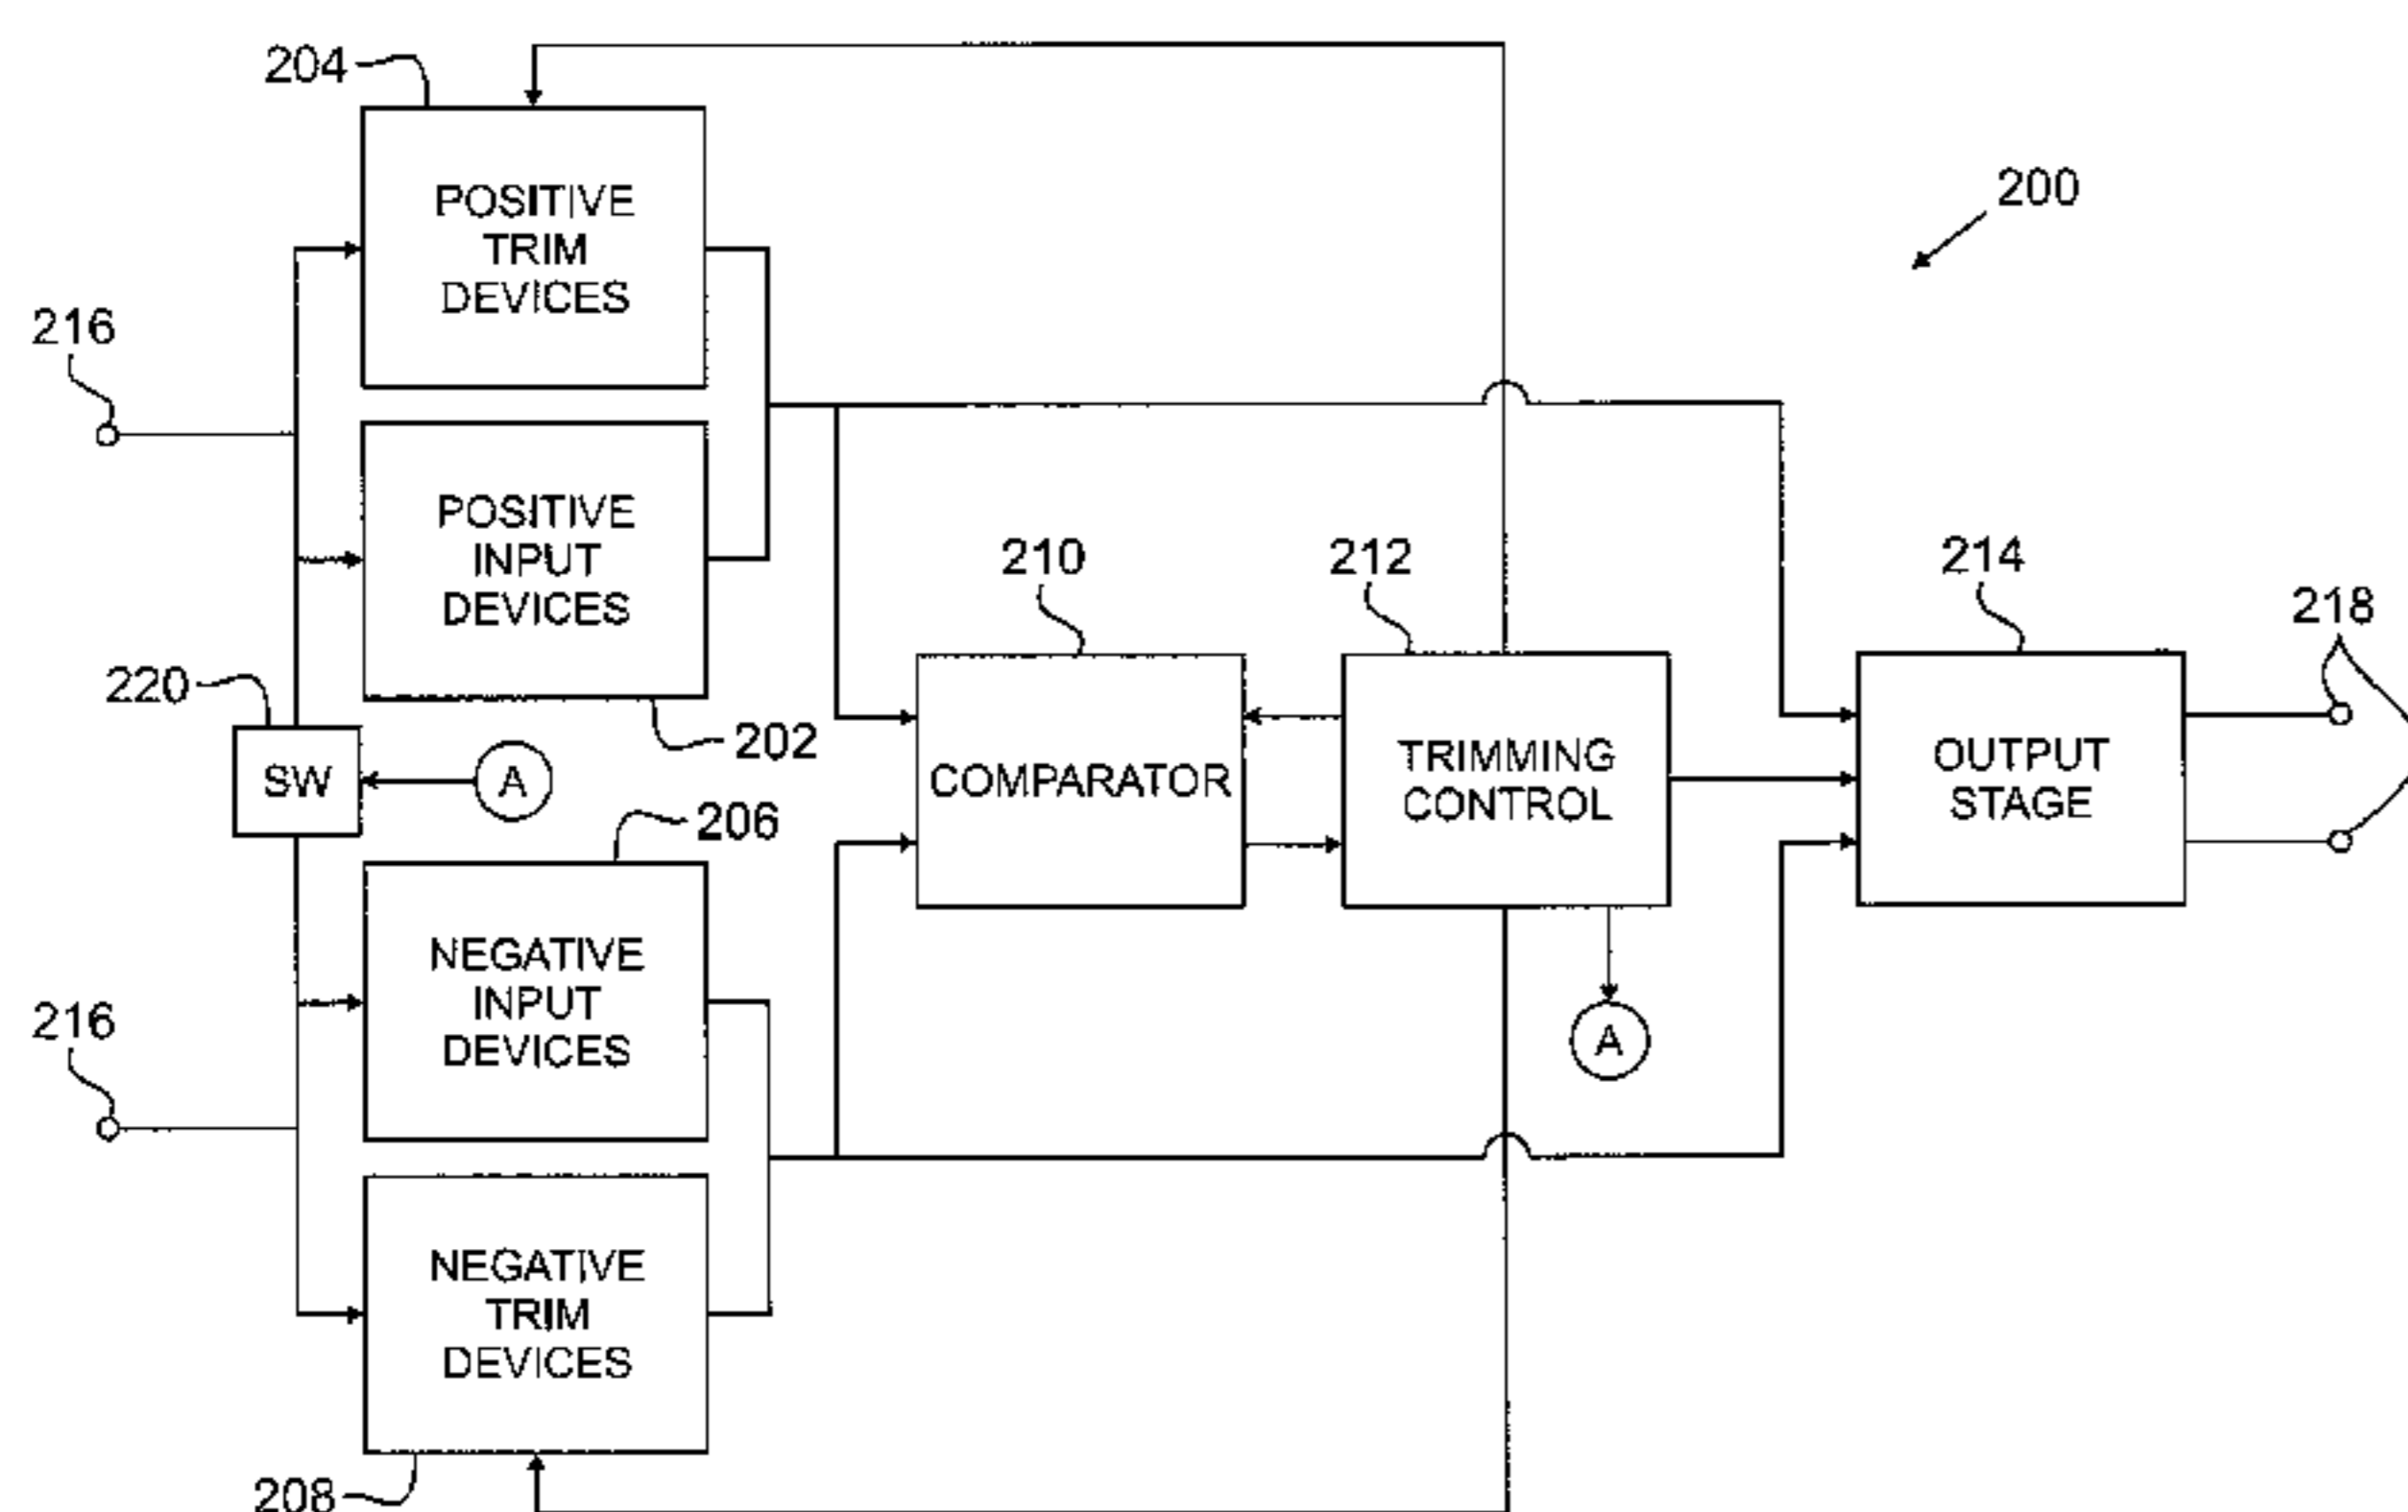 204
POSITIVE
TRIM
DEVICES
200
216
POSITIVE
INPUT
DEVICES
210
212
214
218
220
202
SW
A
COMPARATOR
TRIMMING
CONTROL
OUTPUT
STAGE
206
NEGATIVE
INPUT
DEVICES
216
A
NEGATIVE
TRIM
DEVICES
208